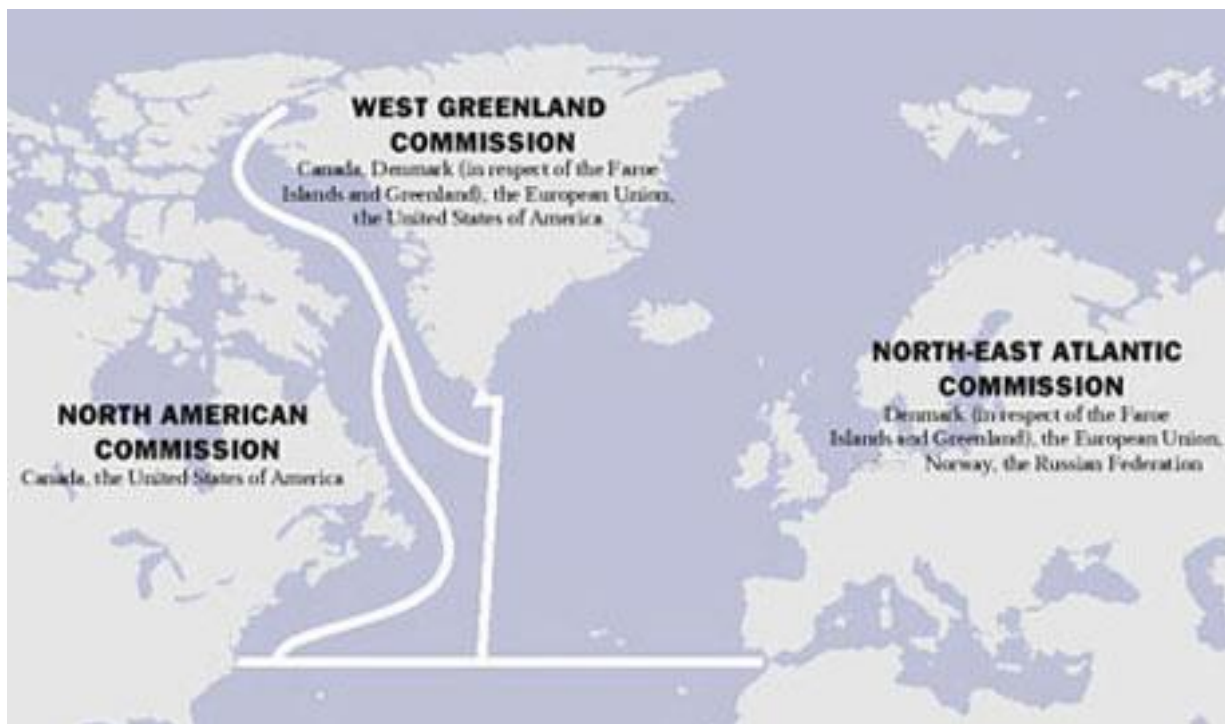 WEST GREENLAND
COMMISSION
Canada, Denmark (in respect of the Faroe
Islands and Greenland), the European Union,
the United States of America
NORTH-EAST ATLANTIC
COMMISSION
Denmark (in respect of the Faroe
Islands and Greenland), the European Union,
Norway, the Russian Federation
NORTH AMERICAN
COMMISSION
Canada, the United States of America